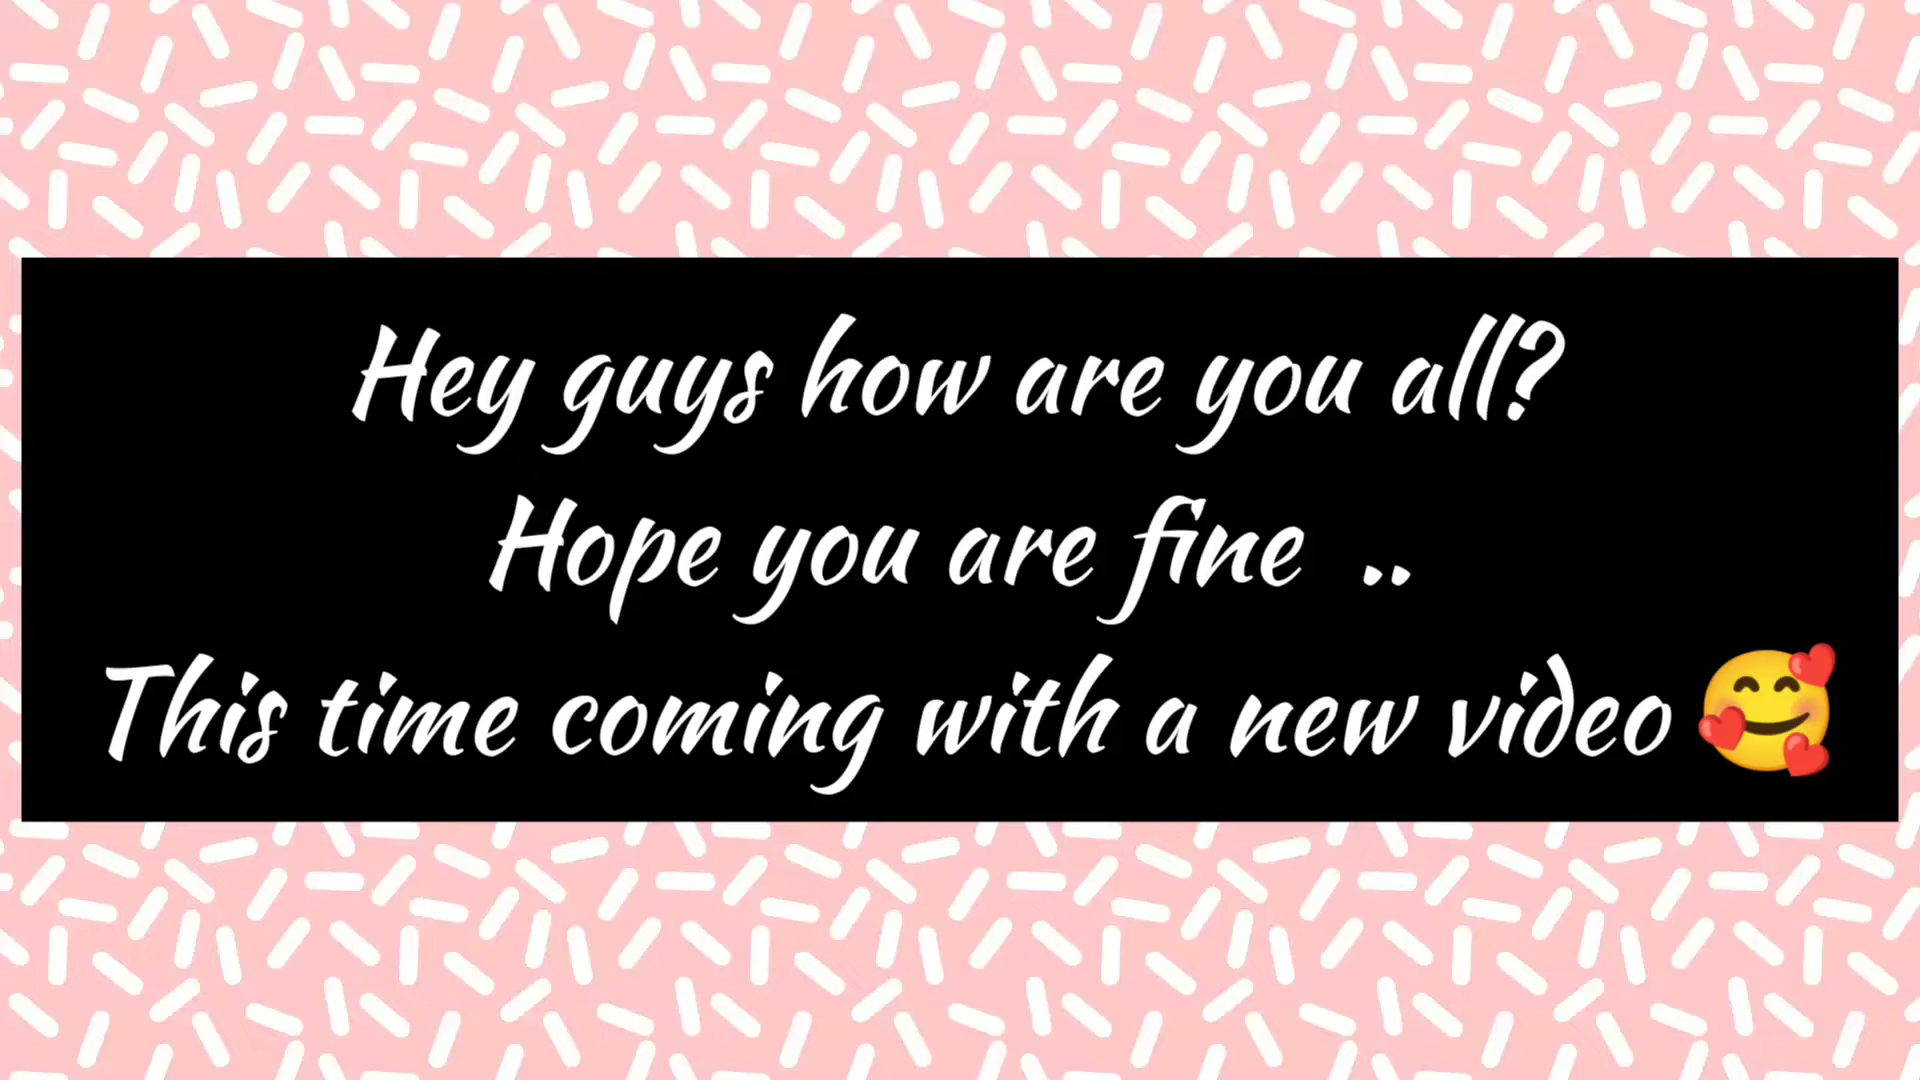 Hey guys how are you all?
Hope you are fine  ..
This time coming with a new video 🥰